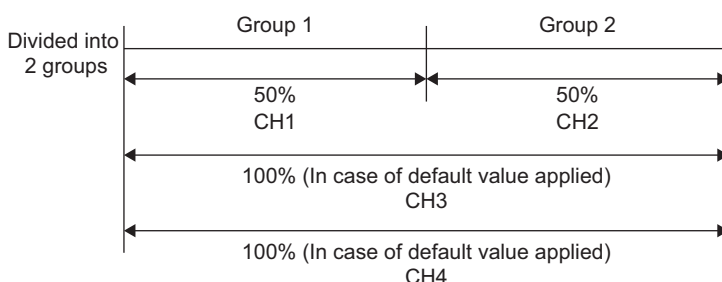 Group 1
Group 2
Divided into
2 groups
50%
CH1
50%
CH2
100% (In case of default value applied)
CH3
100% (In case of default value applied)
CH4